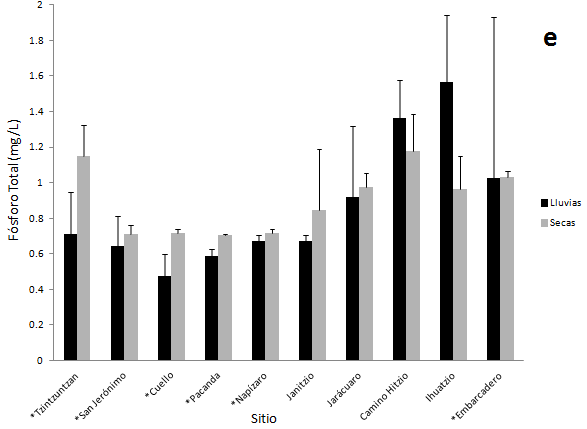 e
Fósforo Total (mg/L)
2
1.8
1.6
1.4
1.2
1
0.8
0.6
0.4
0.2
0
*Tzintzuntzan
*San Jerónimo
*Cuello
*Pacanda
*Napízaro
Janitzio
Jarácuaro
Camino Hitzio
Ihuatzio
*Embarcadero
Sitio
Lluvias
Secas